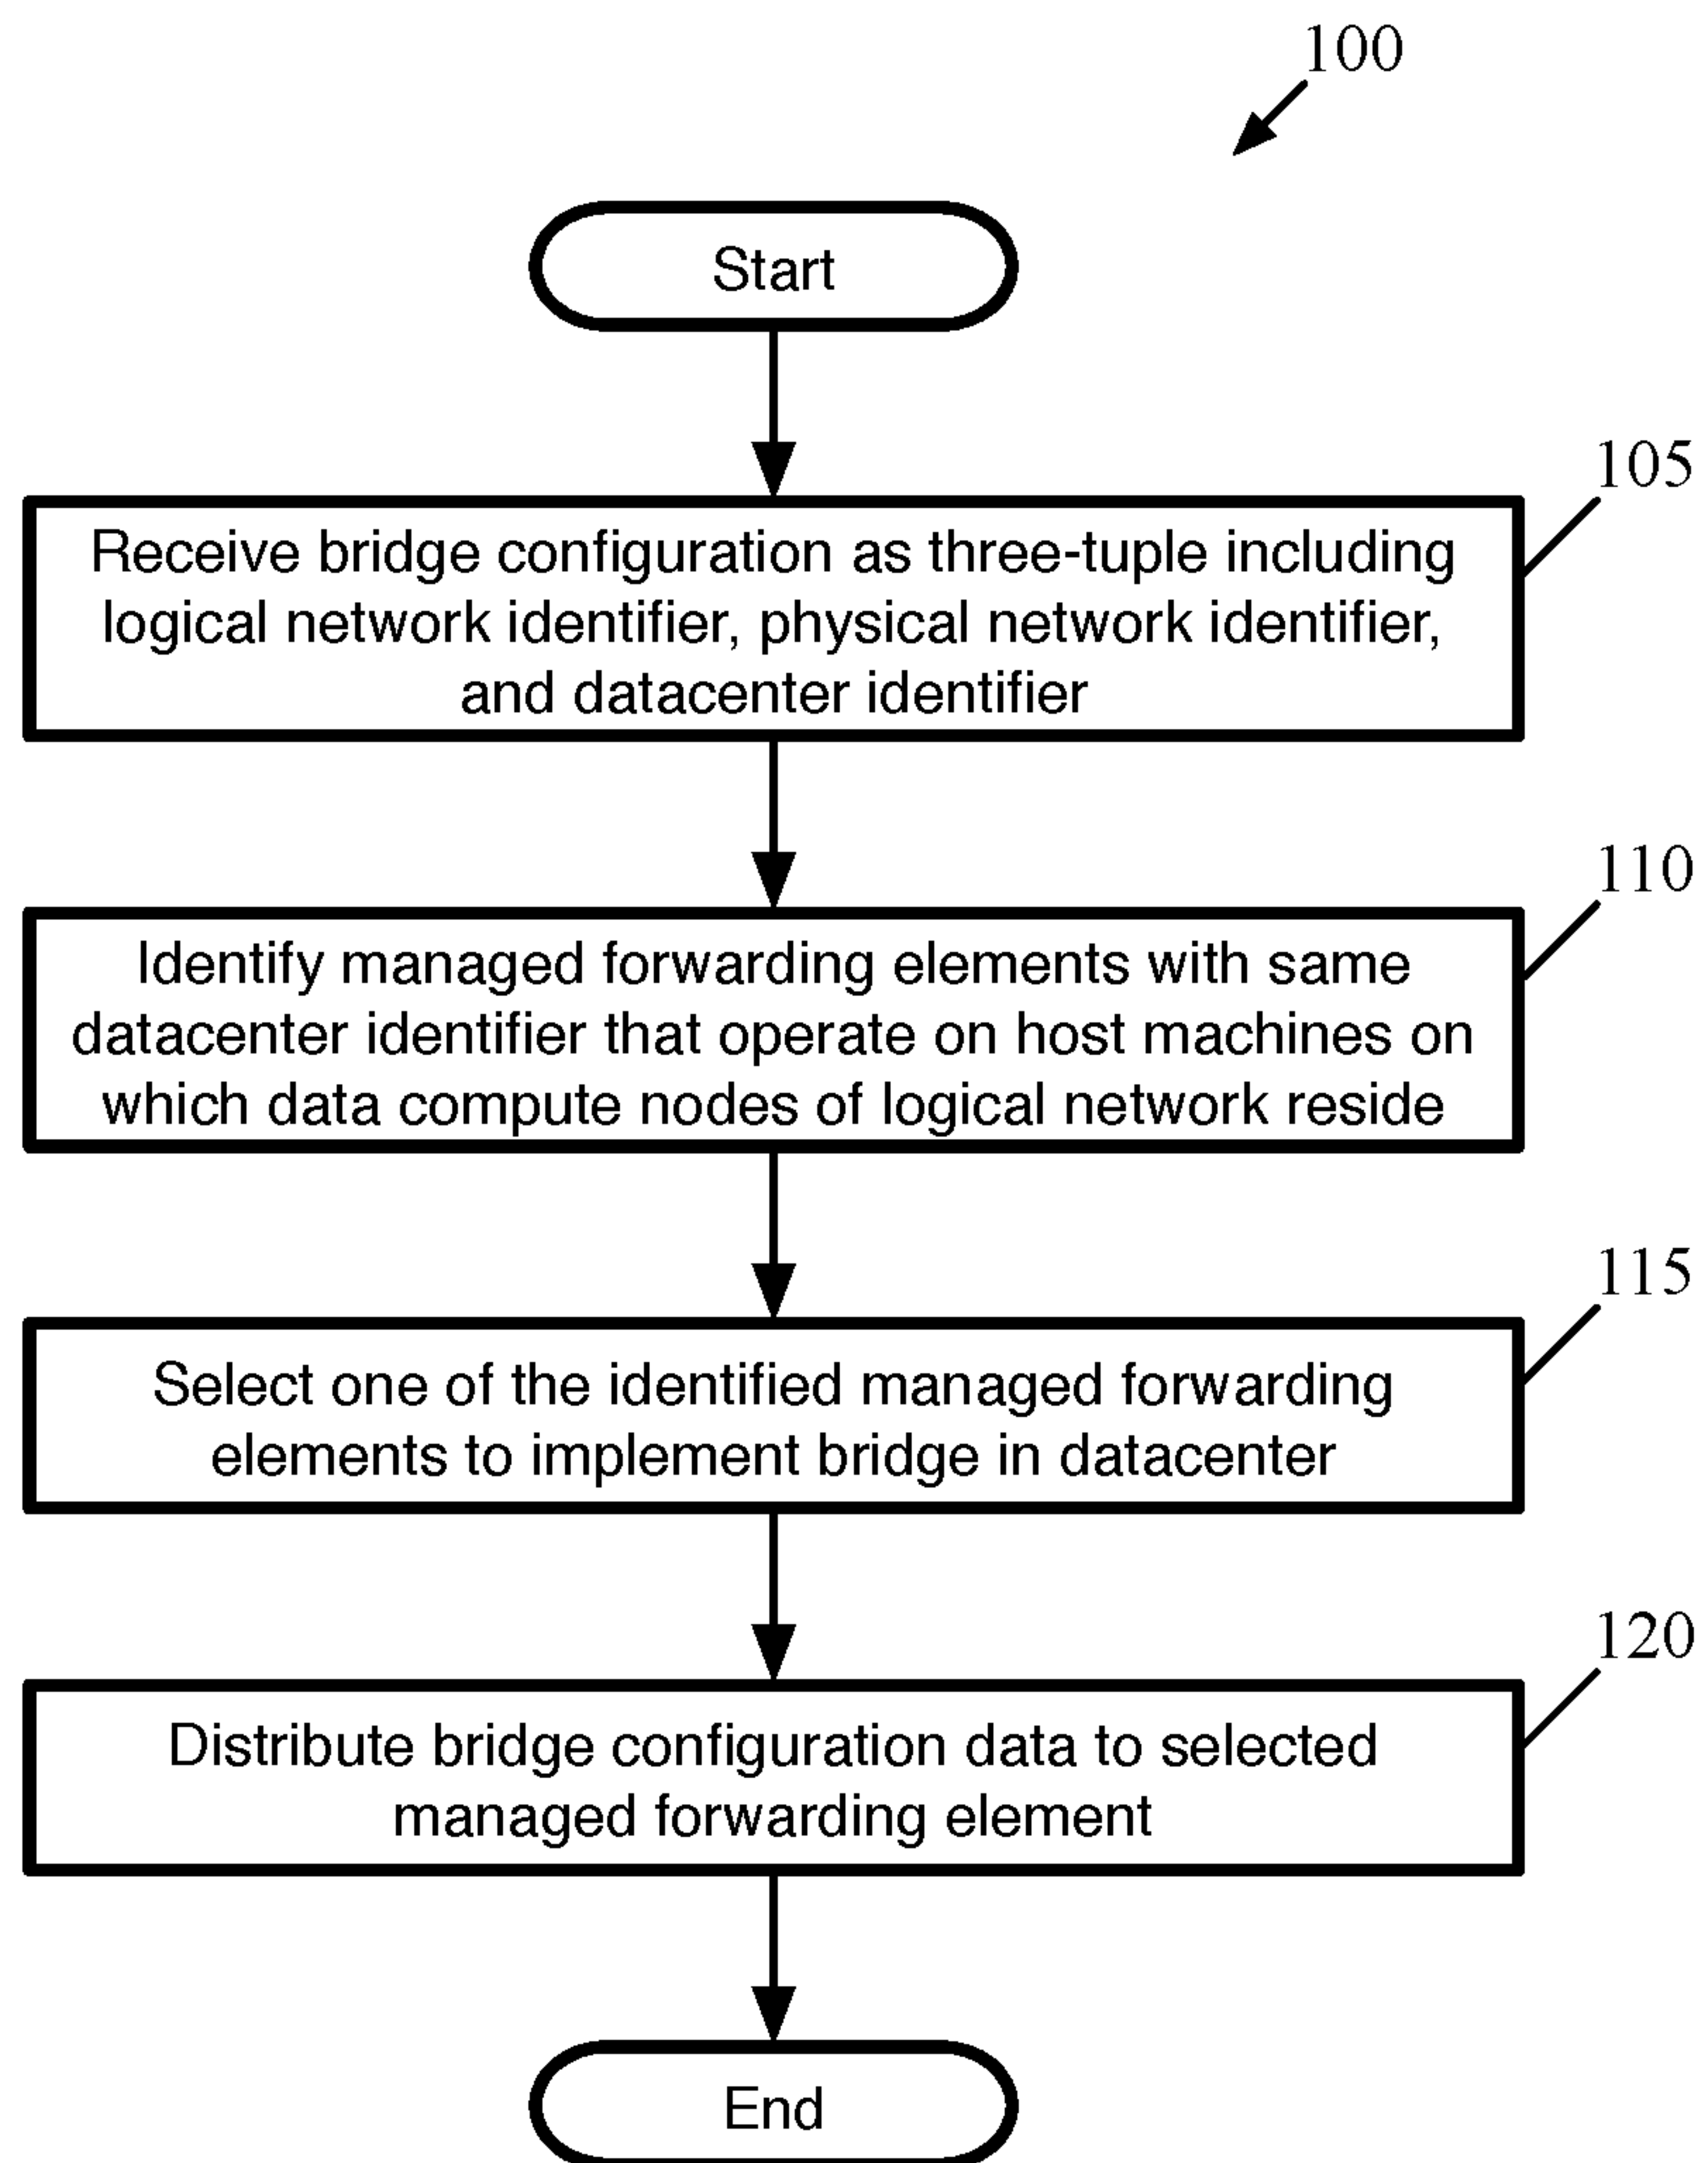 100
Start
105
Receive bridge configuration as three-tuple including
logical network identifier, physical network identifier,
and datacenter identifier
110
Identify managed forwarding elements with same
datacenter identifier that operate on host machines on
which data compute nodes of logical network reside
115
Select one of the identified managed forwarding
elements to implement bridge in datacenter
120
Distribute bridge configuration data to selected
managed forwarding element
End